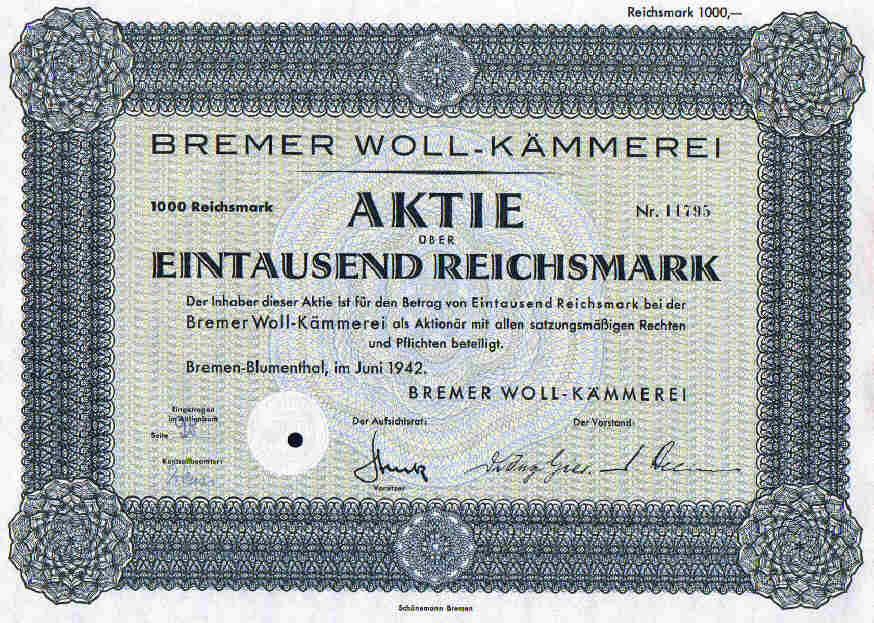 Reichsmark 1000,—
BREMER WOLL-KÄMMEREI
1000 Reichsmark
AKTIE
Nr. 11795
ÜBER
EINTAUSEND REICHSMARK
Der Inhaber dieser Aktie ist für den Betrag von Eintausend Reichsmark bei der
Bremer Woll-Kämmerei als Aktionär mit allen satzungsmäßigen Rechten
und Pflichten beteiligt.
Bremen-Blumenthal, im Juni 1942.
BREMER WOLL-KÄMMEREI
Eingetragen
im Aktienbuch
Seite
Kontrollbeamter:
Der Aufsichtsrat:
Vorsitzer
Der Vorstand:
Schünemann Bremen